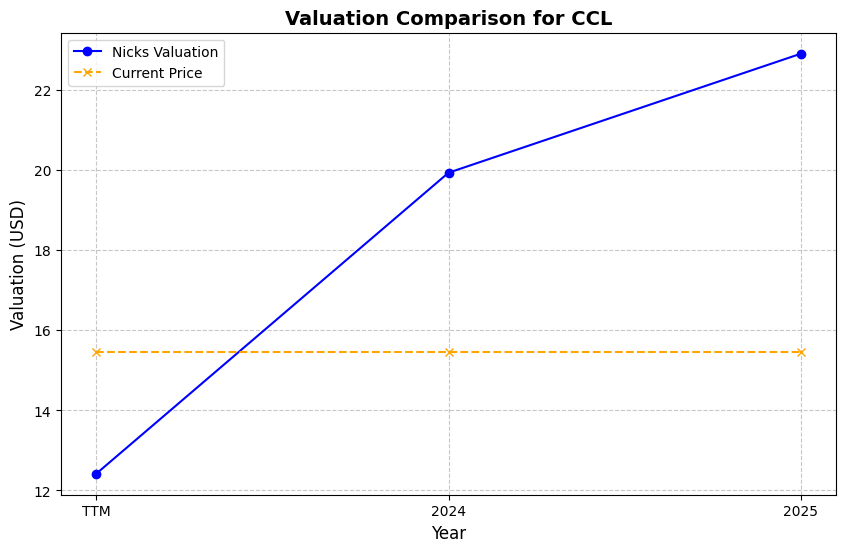 Valuation Comparison for CCL
Nicks Valuation
Current Price
Valuation (USD)
22
20
18
16
14
12
TTM
2024
2025
Year